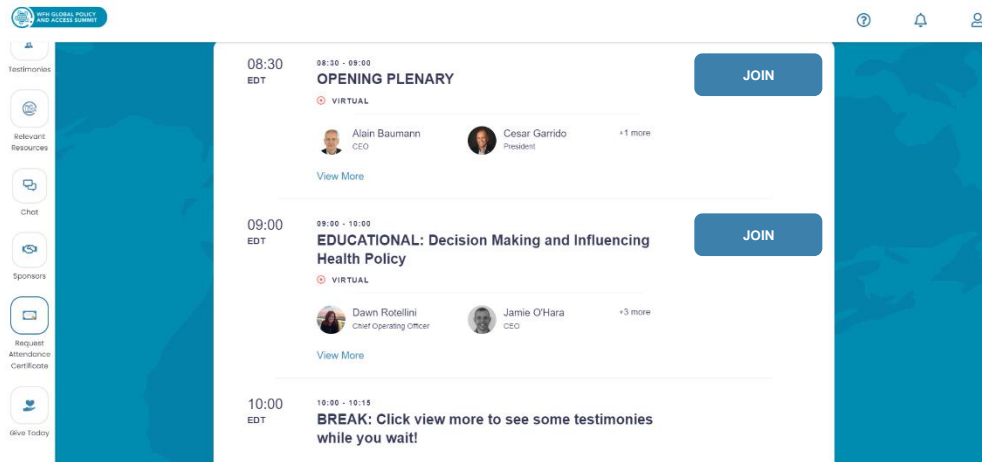 WFH GLOBAL POLICY
AND ACCESS SUMMIT
Testimonies
Relevant
Resources
Chat
Sponsors
Request
Attendance
Certificate
Give Today
08:30
EDT
08:30 - 09:00
OPENING PLENARY
VIRTUAL
Alain Baumann
CEO
Cesar Garrido
President
+1 more
View More
JOIN
09:00
EDT
09:00 - 10:00
EDUCATIONAL: Decision Making and Influencing
Health Policy
VIRTUAL
Dawn Rotellini
Chief Operating Officer
Jamie O'Hara
CEO
+3 more
View More
JOIN
10:00
EDT
10:00 - 10:15
BREAK: Click view more to see some testimonies
while you wait!